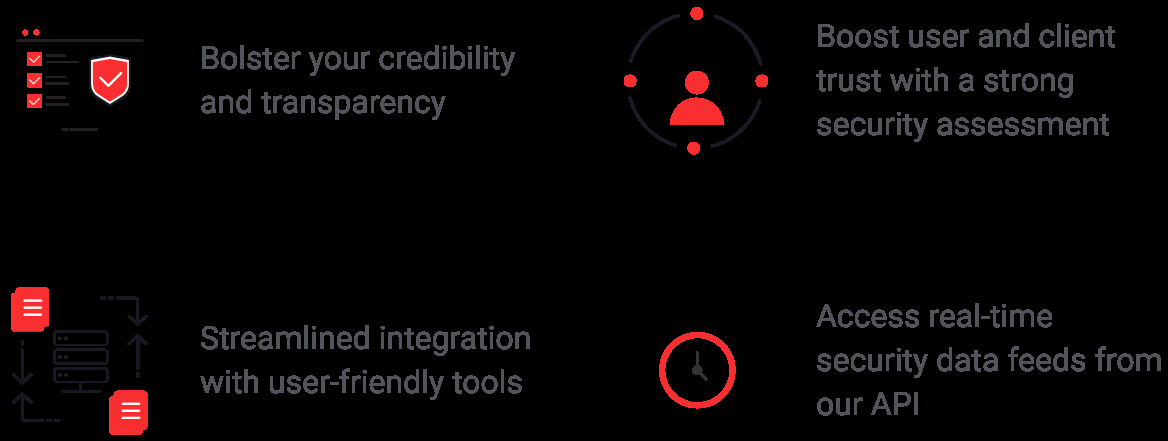 Bolster your credibility
and transparency
Boost user and client
trust with a strong
security assessment
Streamlined integration
with user-friendly tools
Access real-time
security data feeds from
our API